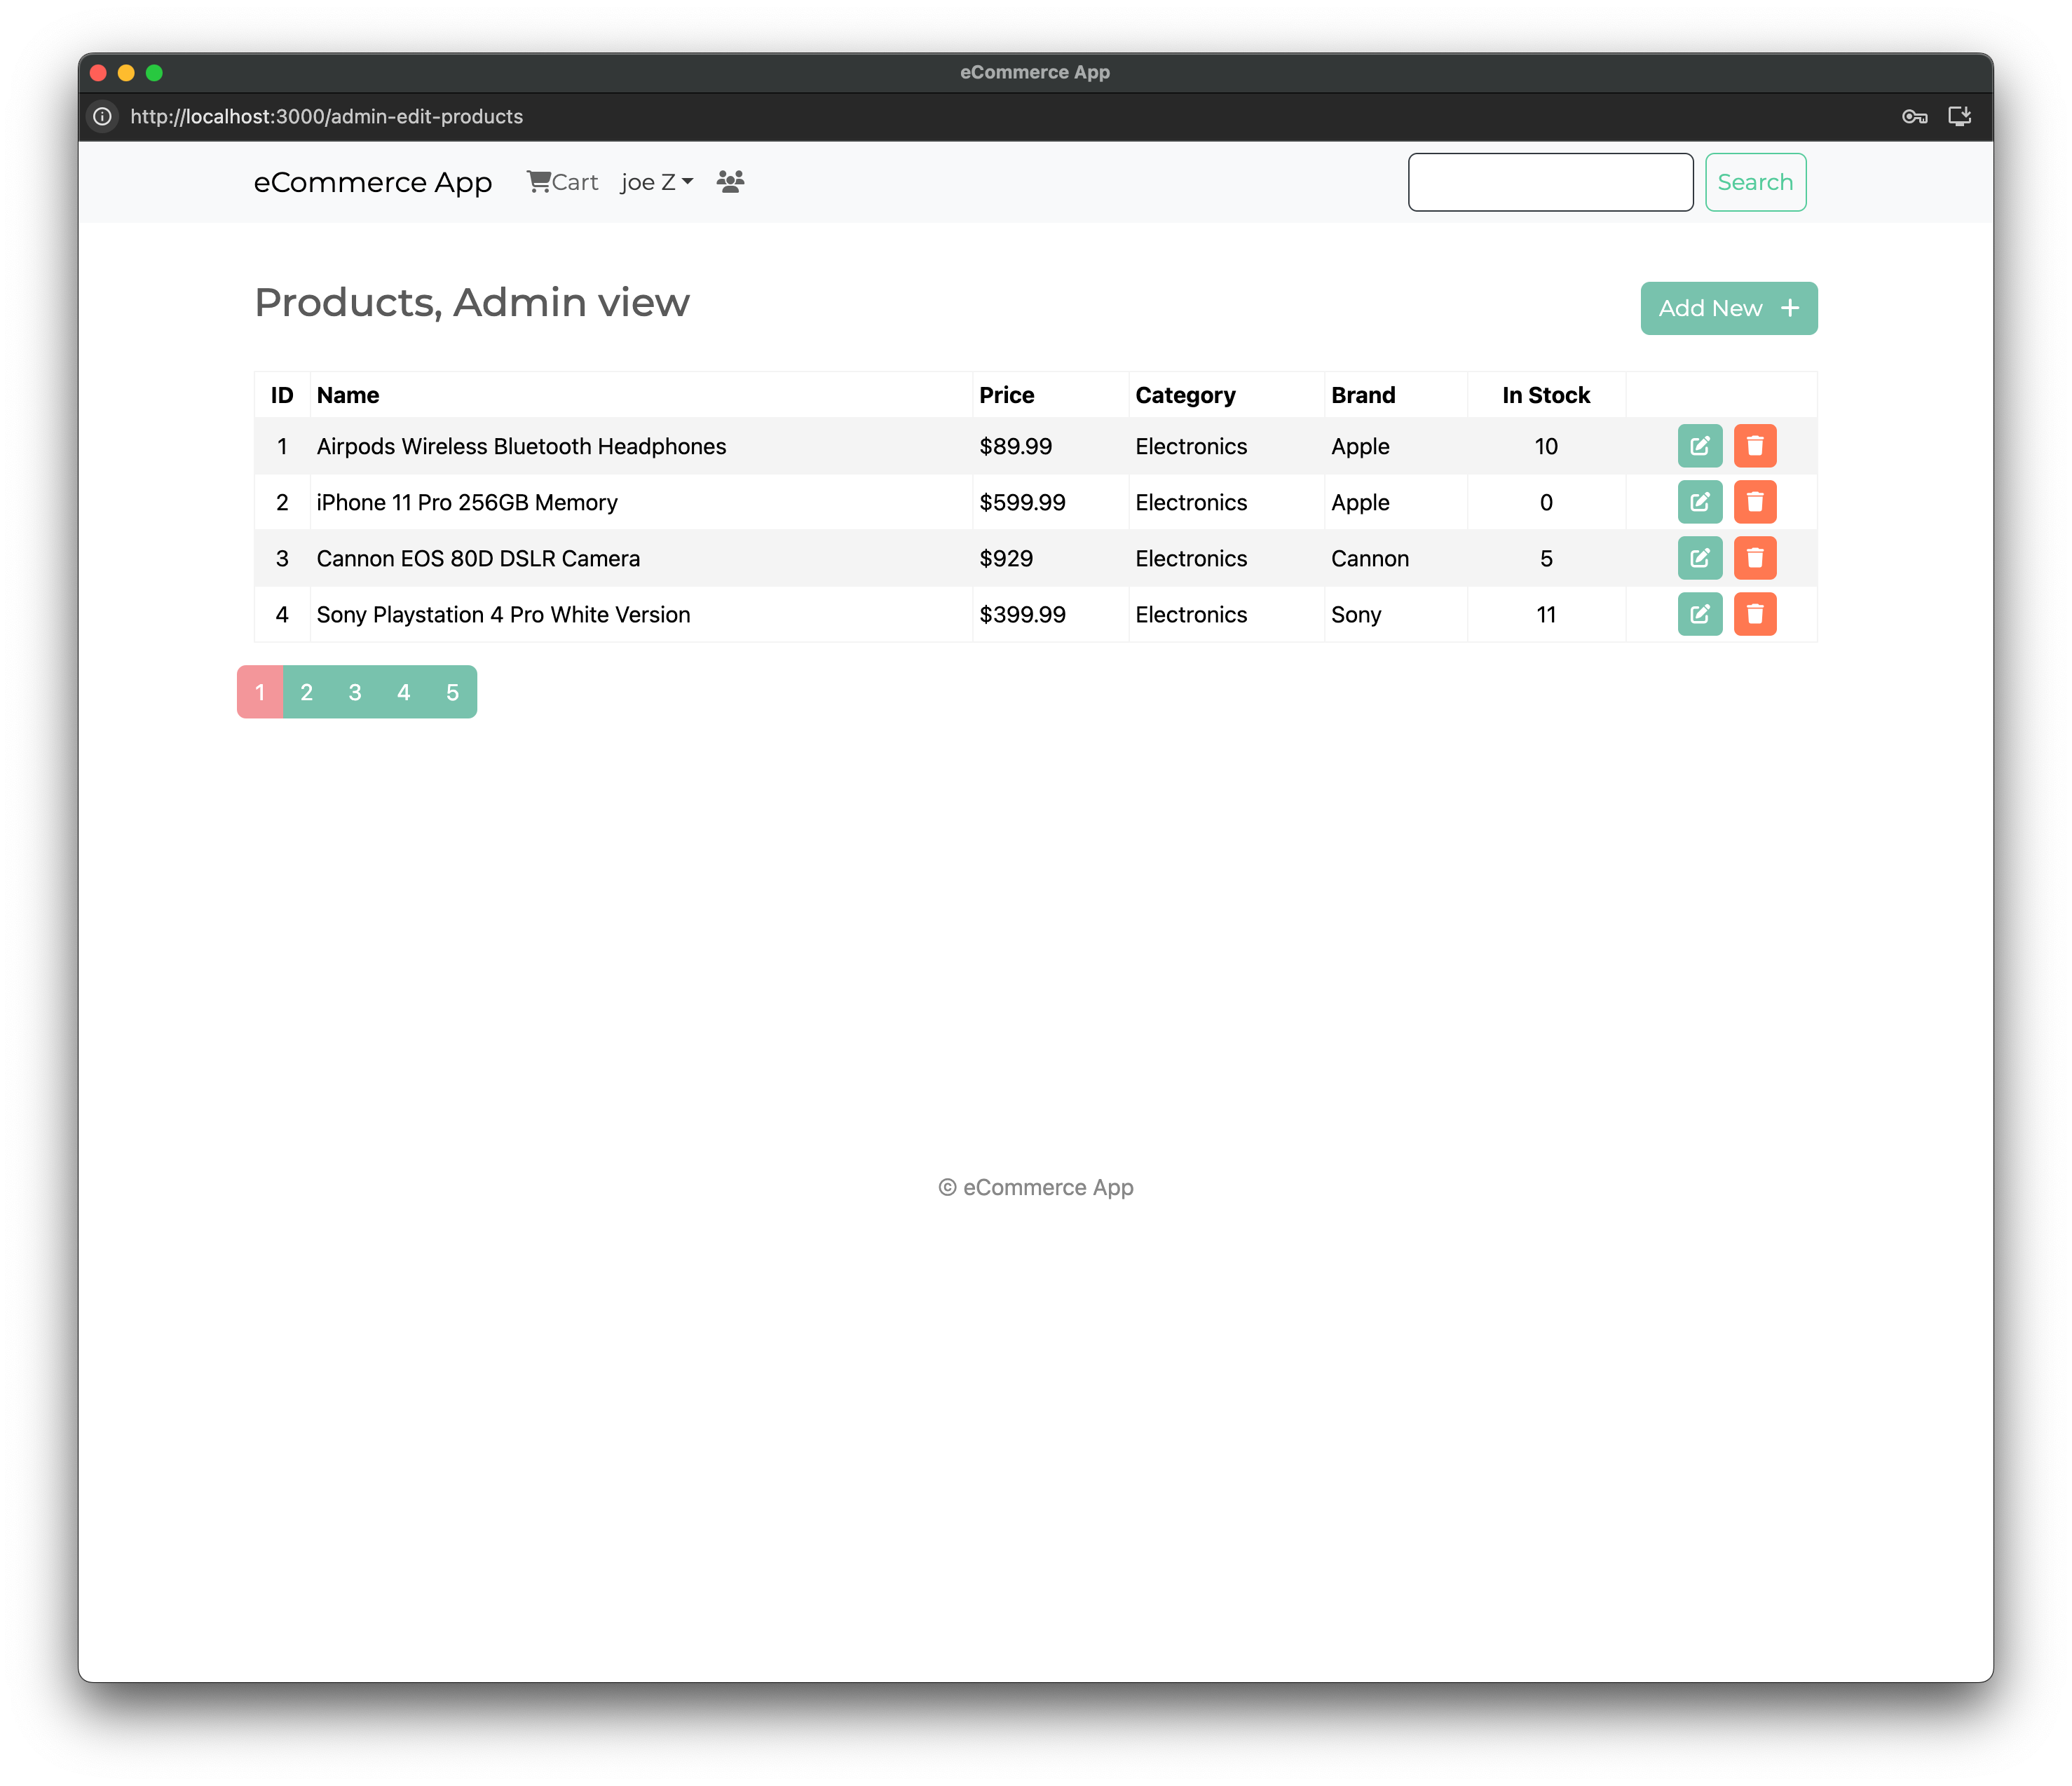 eCommerce App
http://localhost:3000/admin-edit-products
eCommerce App Cart joe Z Search
Products, Admin view Add New +
ID Name Price Category Brand In Stock
1 Airpods Wireless Bluetooth Headphones $89.99 Electronics Apple 10
2 iPhone 11 Pro 256GB Memory $599.99 Electronics Apple 0
3 Cannon EOS 80D DSLR Camera $929 Electronics Cannon 5
4 Sony Playstation 4 Pro White Version $399.99 Electronics Sony 11
1 2 3 4 5
© eCommerce App